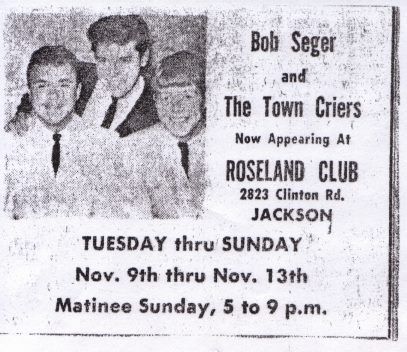 Bob Seger
and
The Town Criers
Now Appearing At
ROSELAND CLUB
2823 Clinton Rd.
JACKSON
TUESDAY thru SUNDAY
Nov. 9th thru Nov. 13th
Matinee Sunday, 5 to 9 p.m.